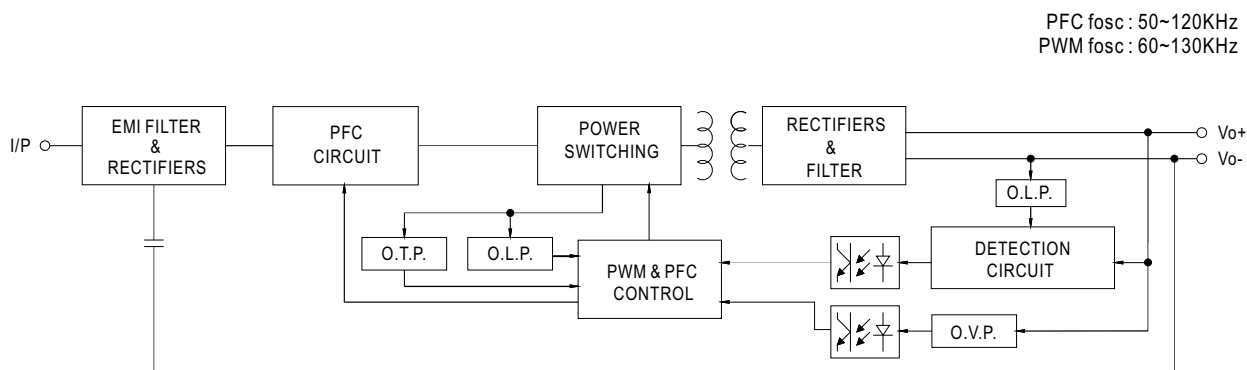 PFC fosc : 50~120KHz
PWM fosc : 60~130KHz
I/P
EMI FILTER
&
RECTIFIERS
PFC
CIRCUIT
POWER
SWITCHING
RECTIFIERS
&
FILTER
Vo+
Vo-
O.L.P.
O.T.P.
O.L.P.
PWM & PFC
CONTROL
DETECTION
CIRCUIT
O.V.P.